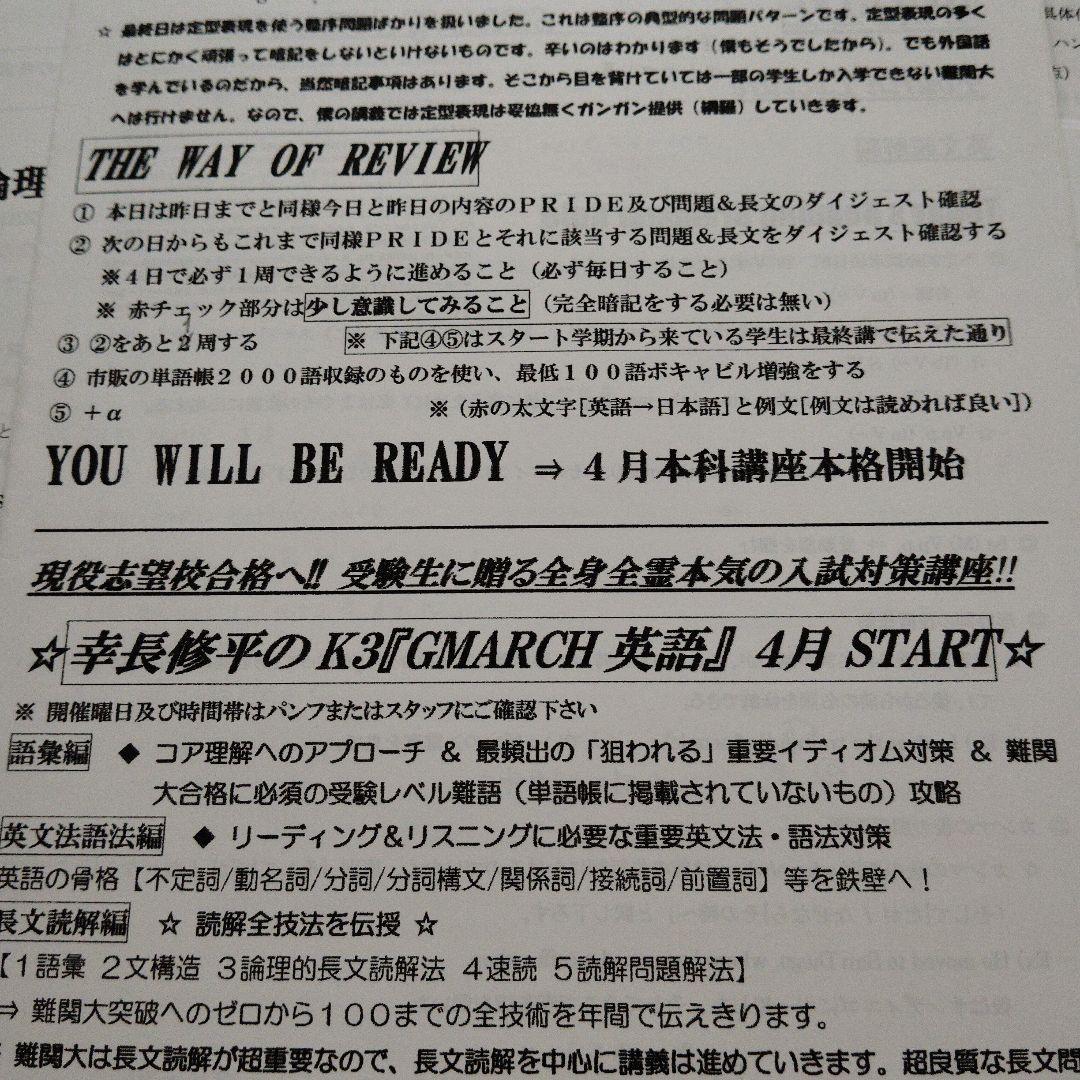 ☆ 最終日は定型表現を使う整序問題ばかりを扱いました。これは整序の典型的な問題パターンです。定型表現の多く
はとにかく頑張って暗記をしないといけないものです。辛いのはわかります(僕もそうでしたから)。でも外国語
を学んでいるのだから、当然暗記事項はあります。そこから目を背けていては一部の学生しか入学できない難関大
へは行けません。なので、僕の講義では定型表現は妥協無くガンガン提供(網羅)していきます。
THE WAY OF REVIEW
① 本日は昨日までと同様今日と昨日の内容のPRIDE及び問題&長文のダイジェスト確認
② 次の日からもこれまで同様PRIDEとそれに該当する問題&長文をダイジェスト確認する
※4日で必ず1周できるように進めること(必ず毎日すること)
※ 赤チェック部分は少し意識してみること(完全暗記をする必要は無い)
③ ②をあと2周する ※ 下記④⑤はスタート学期から来ている学生は最終講で伝えた通り
④ 市販の単語帳2000語収録のものを使い、最低100語ボキャビル増強をする
⑤ +α ※(赤の太文字[英語→日本語]と例文[例文は読めれば良い])
YOU WILL BE READY ⇒ 4月本科講座本格開始
現役志望校合格へ!! 受験生に贈る全身全霊本気の入試対策講座!!
☆幸長修平のK3『GMARCH 英語』4月 START☆
※ 開催曜日及び時間帯はパンフまたはスタッフにご確認下さい
語彙編 ◆ コア理解へのアプローチ & 最頻出の「狙われる」重要イディオム対策 & 難関
大合格に必須の受験レベル難語(単語帳に掲載されていないもの)攻略
英文法語法編 ◆ リーディング&リスニングに必要な重要英文法・語法対策
英語の骨格【不定詞/動名詞/分詞/分詞構文/関係詞/接続詞/前置詞】等を鉄壁へ!
長文読解編 ☆ 読解全技法を伝授 ☆
【1語彙 2文構造 3論理的長文読解法 4速読 5読解問題解法】
⇒ 難関大突破へのゼロから100までの全技術を年間で伝えきります。
難関大は長文読解が超重要なので、長文読解を中心に講義は進めていきます。超良質な長文問